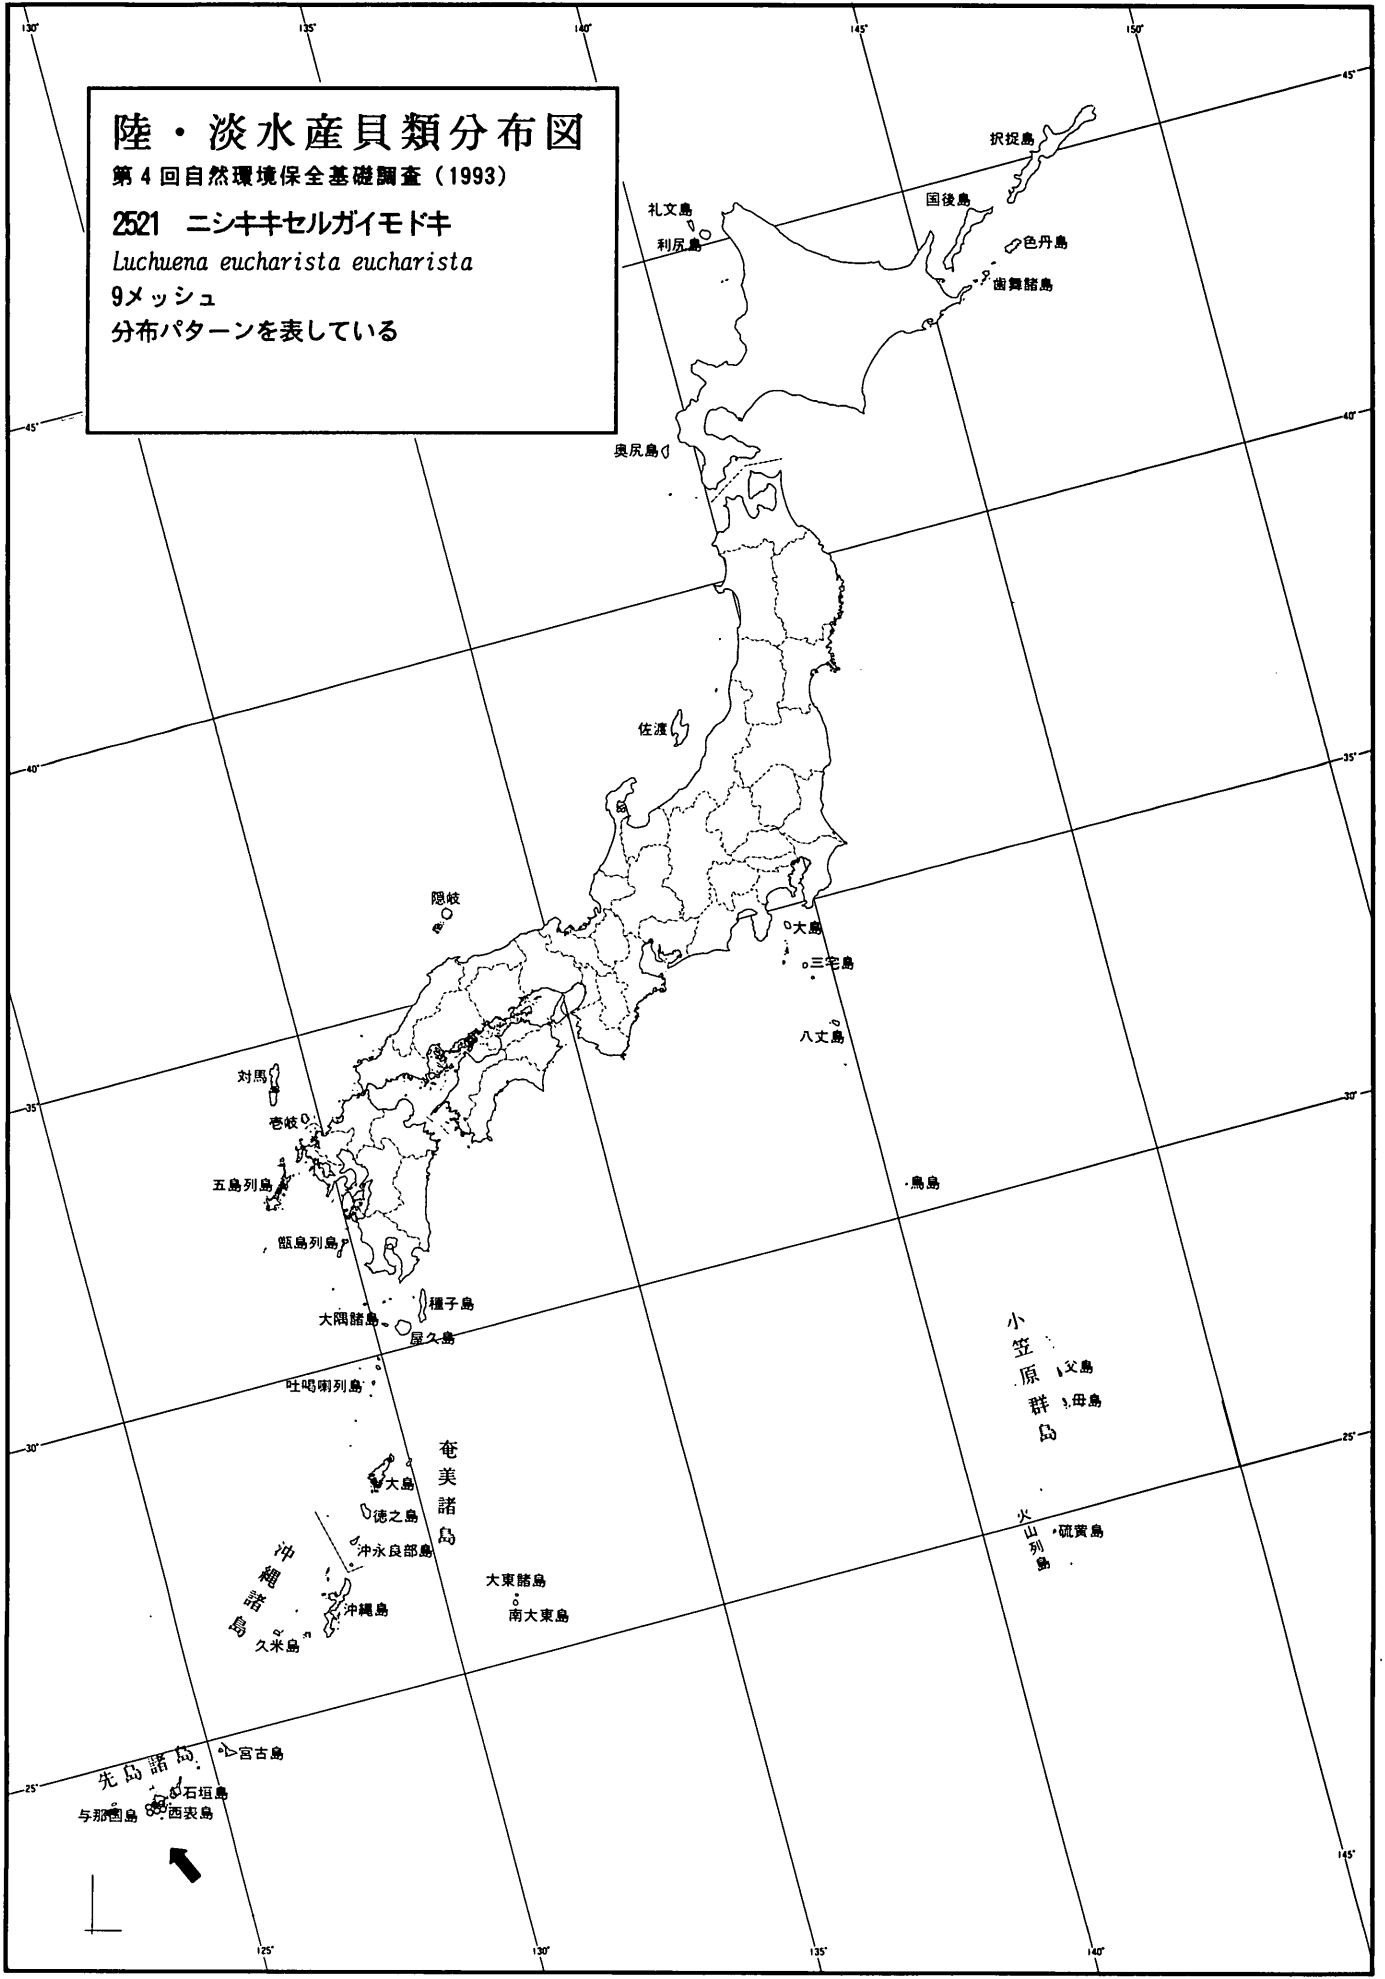 130°
135°
140°
145°
150°
陸・淡水産貝類分布図
第4回自然環境保全基礎調査（1993）
2521 ニシキキセルガイモドキ
Luchuena eucharista eucharista
9メッシュ
分布パターンを表している
45°
択捉島
国後島
色丹島
歯舞諸島
礼文島
利尻島
奥尻島
45°
40°
佐渡
40°
35°
隠岐
大島
三宅島
八丈島
対馬
壱岐
35°
30°
五島列島
鳥島
甑島列島
種子島
大隅諸島
屋久島
吐喝喇列島
小笠原群島
父島
母島
30°
25°
奄美諸島
大島
徳之島
沖永良部島
火山列島
硫黄島
沖縄諸島
沖縄島
久米島
大東諸島
南大東島
先島諸島
宮古島
石垣島
西表島
与那国島
25°
145°
125°
130°
135°
140°